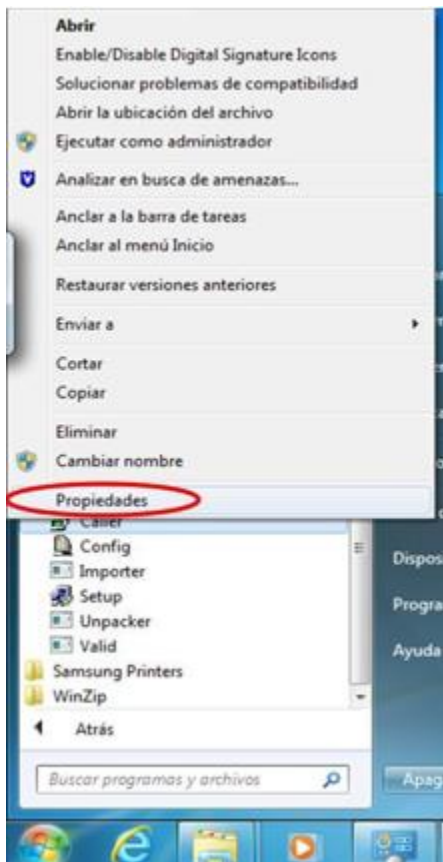 Abrir
Enable/Disable Digital Signature Icons
Solucionar problemas de compatibilidad
Abrir la ubicación del archivo
Ejecutar como administrador
Analizar en busca de amenazas...
Anclar a la barra de tareas
Anclar al menú Inicio
Restaurar versiones anteriores
Enviar a
Cortar
Copiar
Eliminar
Cambiar nombre
Propiedades
Caller
Config
Importer
Setup
Unpacker
Valid
Samsung Printers
WinZip
Atrás
Buscar programas y archivos
Dispos
Progra
Ayuda
Apag